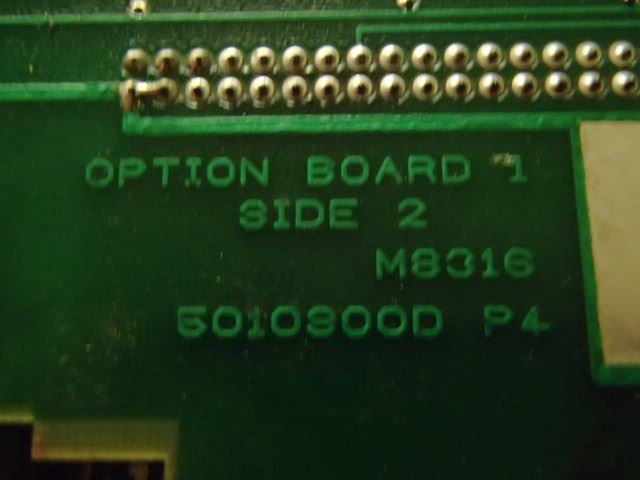 OPTION BOARD 1
SIDE 2
M8316
5010900D P4